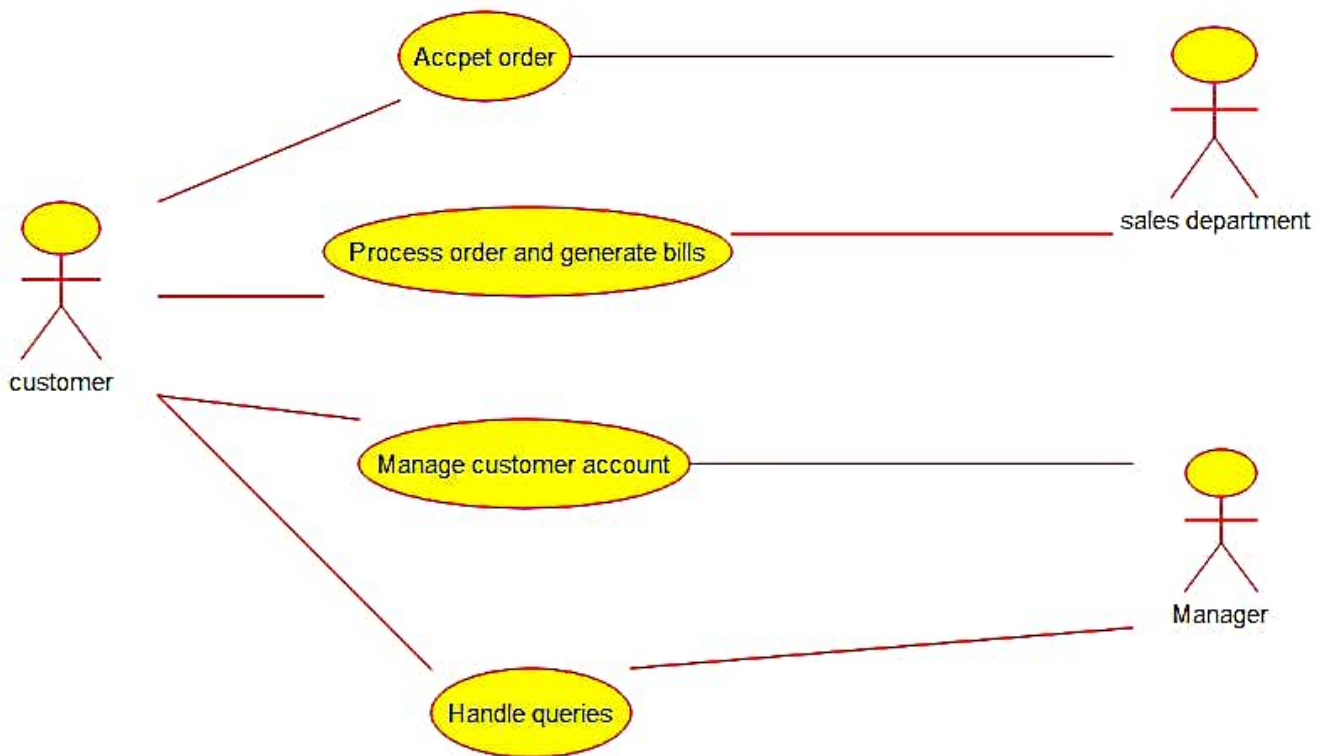 Accpet order
sales department
Process order and generate bills
customer
Manage customer account
Manager
Handle queries